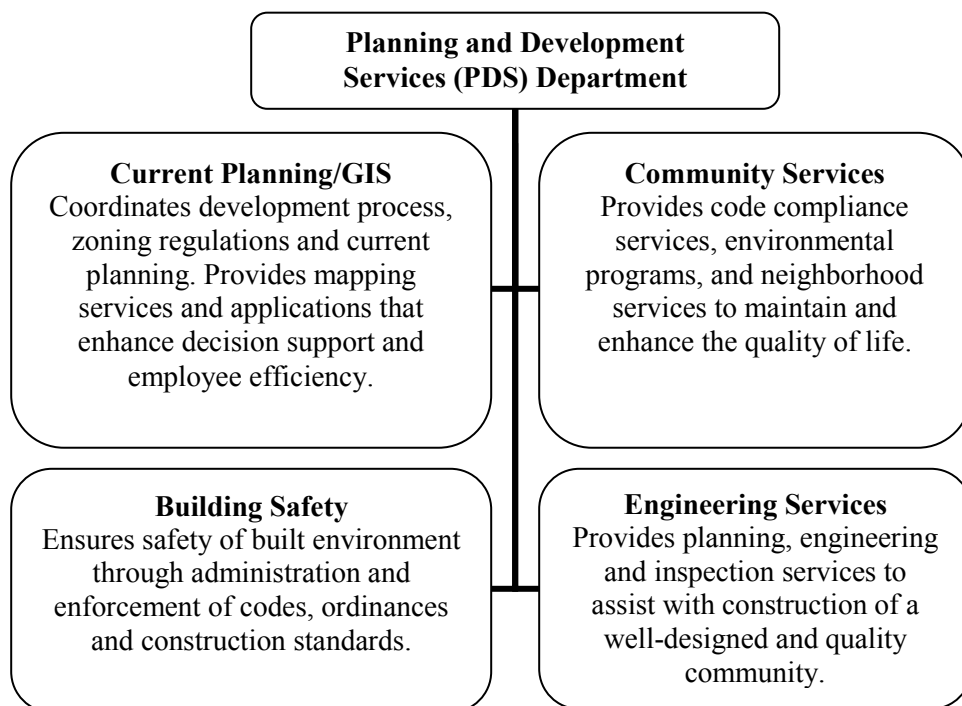 Planning and Development
Services (PDS) Department
Current Planning/GIS
Coordinates development process,
zoning regulations and current
planning. Provides mapping
services and applications that
enhance decision support and
employee efficiency.
Community Services
Provides code compliance
services, environmental
programs, and neighborhood
services to maintain and
enhance the quality of life.
Building Safety
Ensures safety of built environment
through administration and
enforcement of codes, ordinances
and construction standards.
Engineering Services
Provides planning, engineering
and inspection services to
assist with construction of a
well-designed and quality
community.